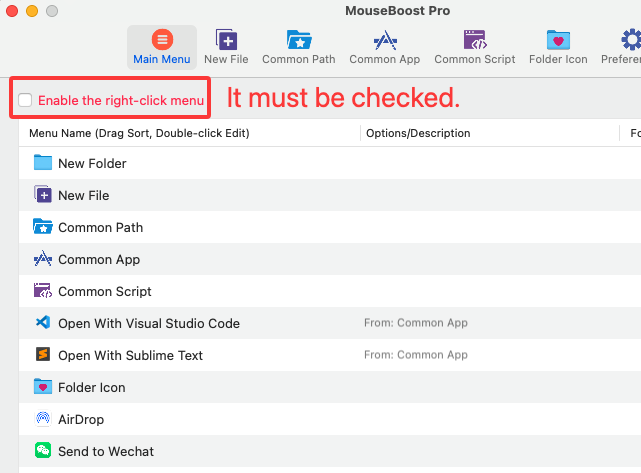 MouseBoost Pro
Main Menu
New File
Common Path
Common App
Common Script
Folder Icon
Enable the right-click menu
It must be checked.
Menu Name (Drag Sort, Double-click Edit)
Options/Description
New Folder
New File
Common Path
Common App
Common Script
Open With Visual Studio Code
From: Common App
Open With Sublime Text
From: Common App
Folder Icon
AirDrop
Send to Wechat